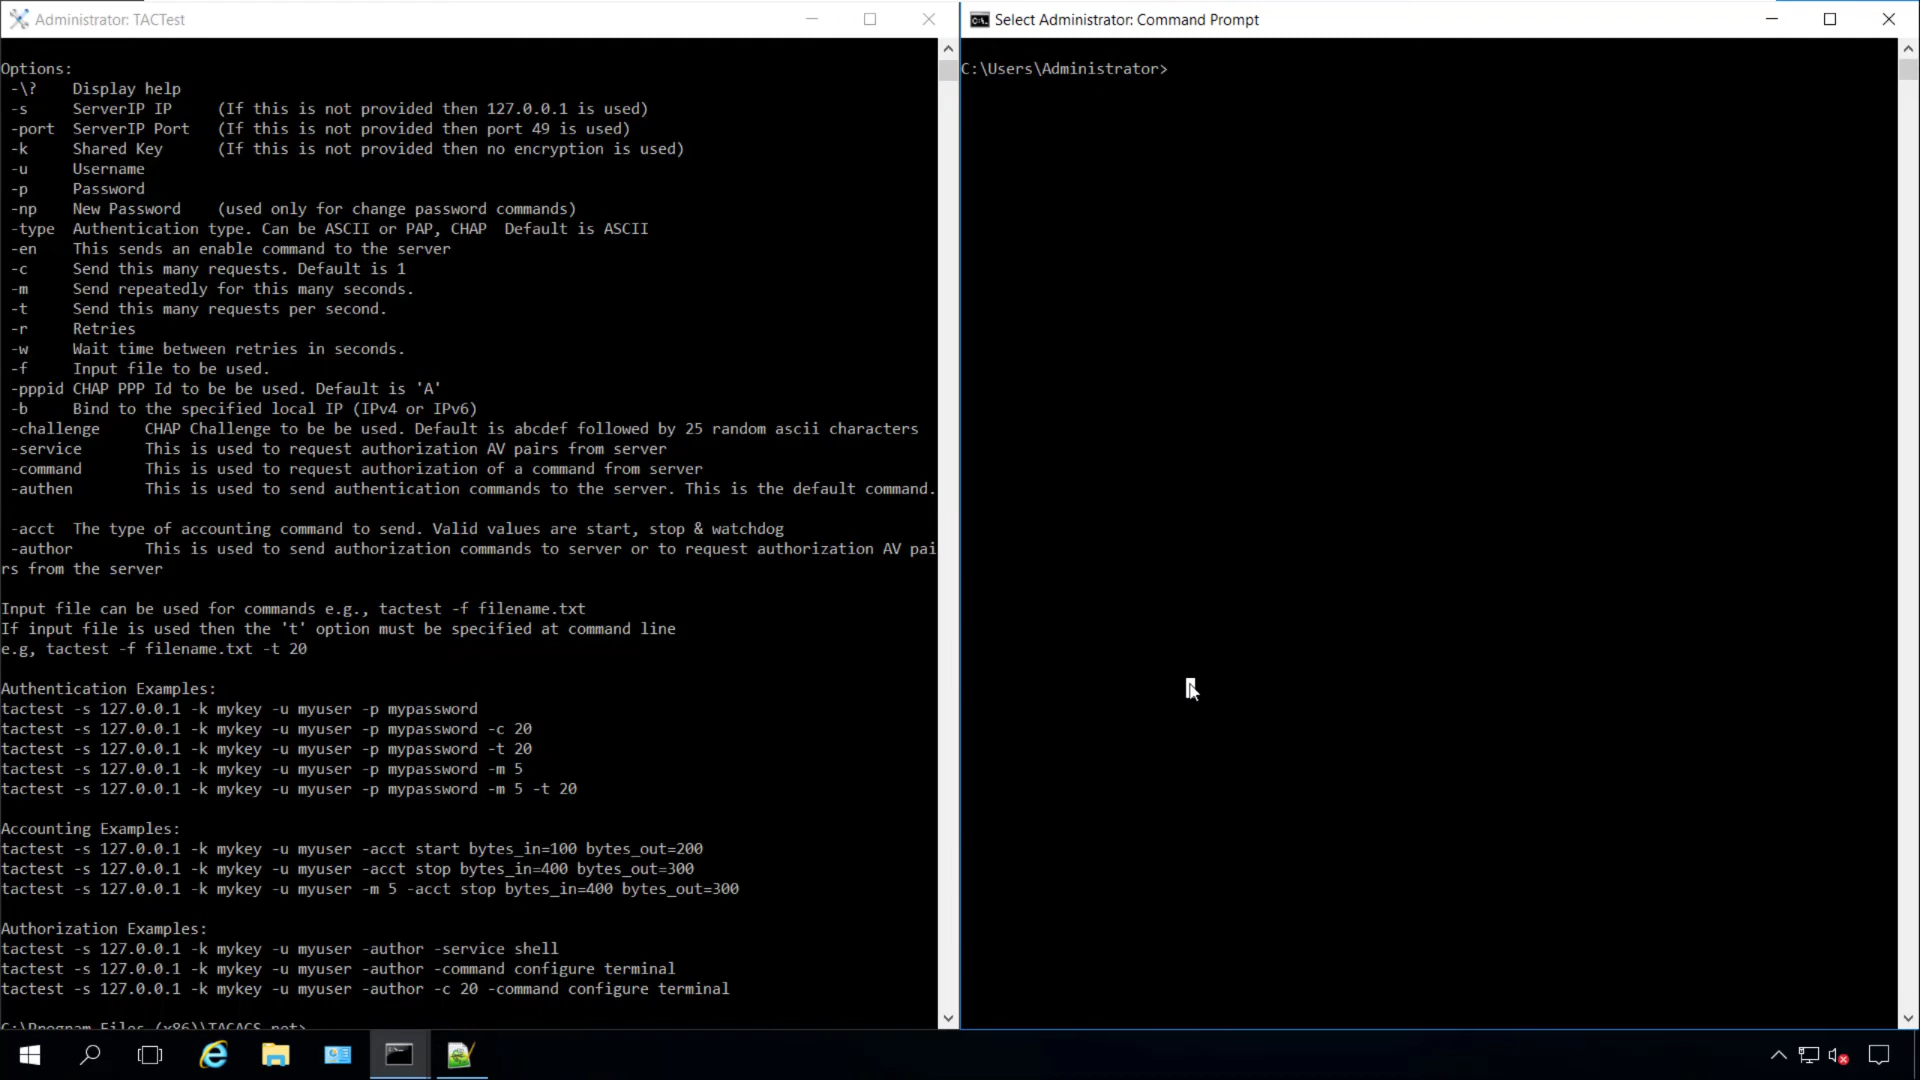 Administrator: TACTest
Options:
-\?    Display help
-s     ServerIP IP     (If this is not provided then 127.0.0.1 is used)
-port  ServerIP Port   (If this is not provided then port 49 is used)
-k     Shared Key      (If this is not provided then no encryption is used)
-u     Username
-p     Password
-np    New Password    (used only for change password commands)
-type  Authentication type. Can be ASCII or PAP, CHAP  Default is ASCII
-en    This sends an enable command to the server
-c     Send this many requests. Default is 1
-m     Send repeatedly for this many seconds.
-t     Send this many requests per second.
-r     Retries
-w     Wait time between retries in seconds.
-f     Input file to be used.
-pppid CHAP PPP Id to be be used. Default is 'A'
-b     Bind to the specified local IP (IPv4 or IPv6)
-challenge     CHAP Challenge to be be used. Default is abcdef followed by 25 random ascii characters
-service       This is used to request authorization AV pairs from server
-command       This is used to request authorization of a command from server
-authen        This is used to send authentication commands to the server. This is the default command.
-acct  The type of accounting command to send. Valid values are start, stop & watchdog
-author        This is used to send authorization commands to server or to request authorization AV pai
rs from the server
Input file can be used for commands e.g., tactest -f filename.txt
If input file is used then the 't' option must be specified at command line
e.g, tactest -f filename.txt -t 20
Authentication Examples:
tactest -s 127.0.0.1 -k mykey -u myuser -p mypassword
tactest -s 127.0.0.1 -k mykey -u myuser -p mypassword -c 20
tactest -s 127.0.0.1 -k mykey -u myuser -p mypassword -t 20
tactest -s 127.0.0.1 -k mykey -u myuser -p mypassword -m 5
tactest -s 127.0.0.1 -k mykey -u myuser -p mypassword -m 5 -t 20
Accounting Examples:
tactest -s 127.0.0.1 -k mykey -u myuser -acct start bytes_in=100 bytes_out=200
tactest -s 127.0.0.1 -k mykey -u myuser -acct stop bytes_in=400 bytes_out=300
tactest -s 127.0.0.1 -k mykey -u myuser -m 5 -acct stop bytes_in=400 bytes_out=300
Authorization Examples:
tactest -s 127.0.0.1 -k mykey -u myuser -author -service shell
tactest -s 127.0.0.1 -k mykey -u myuser -author -command configure terminal
tactest -s 127.0.0.1 -k mykey -u myuser -author -c 20 -command configure terminal
C:\Program Files (x86)\TACACS.net>
Select Administrator: Command Prompt
C:\Users\Administrator>